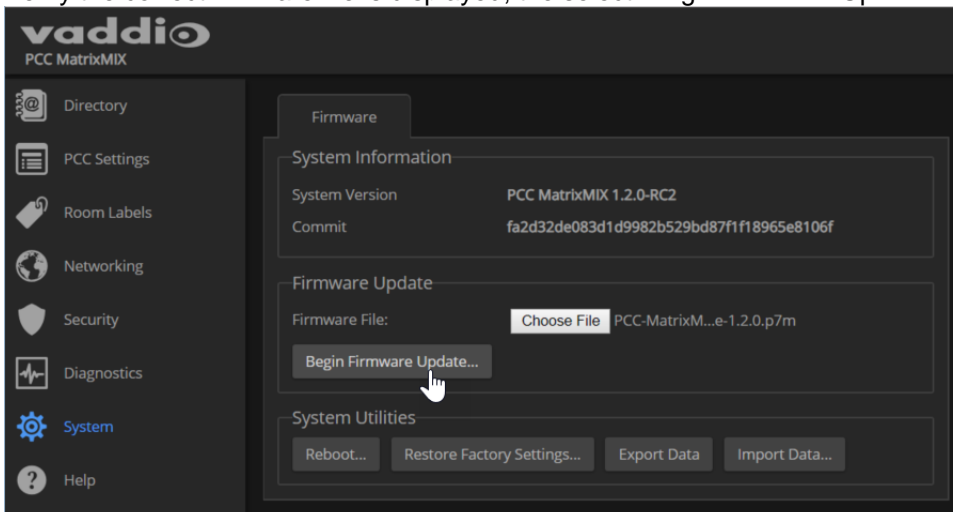 vaddio
PCC MatrixMIX
Directory
PCC Settings
Room Labels
Networking
Security
Diagnostics
System
Help
Firmware
System Information
System Version PCC MatrixMIX 1.2.0-RC2
Commit fa2d32de083d1d9982b529bd87f1f18965e8106f
Firmware Update
Firmware File: Choose File PCC-MatrixM...e-1.2.0.p7m
Begin Firmware Update...
System Utilities
Reboot... Restore Factory Settings... Export Data Import Data...